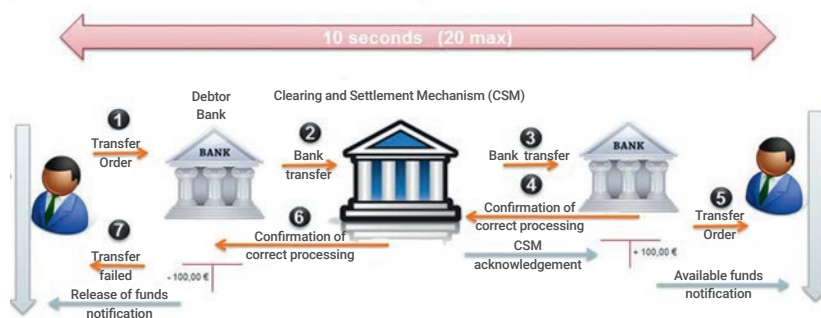 10 seconds (20 max)
Debtor
Bank
Clearing and Settlement Mechanism (CSM)
1
Transfer
Order
BANK
2
Bank
transfer
3
Bank transfer
BANK
4
Confirmation of
correct processing
5
Transfer
Order
6
Confirmation of
correct processing
7
Transfer
failed
CSM
acknowledgement
- 100,00 €
+ 100,00 €
Release of funds
notification
Available funds
notification